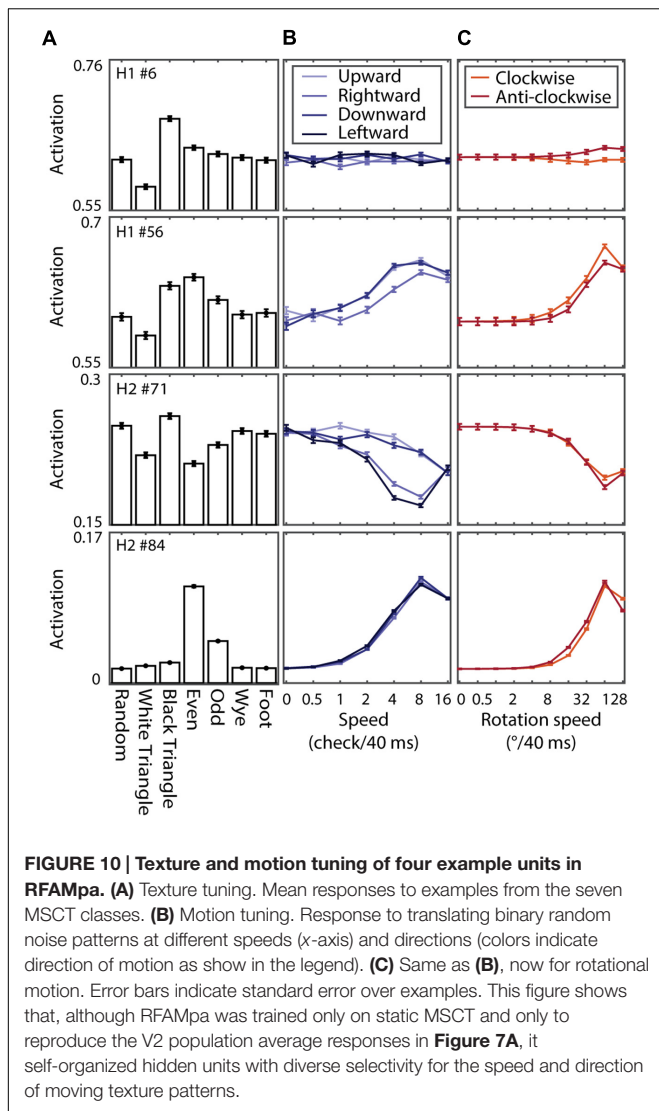 A
B
C
0.76
H1 #6
Activation
0.55
Upward
Rightward
Downward
Leftward
Clockwise
Anti-clockwise
0.7
H1 #56
Activation
0.55
0.3
H2 #71
Activation
0.15
0.17
H2 #84
Activation
0
Random
White Triangle
Black Triangle
Even
Odd
Wye
Foot
0 0.5 1 2 4 8 16
Speed
(check/40 ms)
0 0.5 2 8 32 128
Rotation speed
(°/40 ms)
FIGURE 10 | Texture and motion tuning of four example units in
RFAMpa. (A) Texture tuning. Mean responses to examples from the seven
MSCT classes. (B) Motion tuning. Response to translating binary random
noise patterns at different speeds (x-axis) and directions (colors indicate
direction of motion as show in the legend). (C) Same as (B), now for rotational
motion. Error bars indicate standard error over examples. This figure shows
that, although RFAMpa was trained only on static MSCT and only to
reproduce the V2 population average responses in Figure 7A, it
self-organized hidden units with diverse selectivity for the speed and direction
of moving texture patterns.